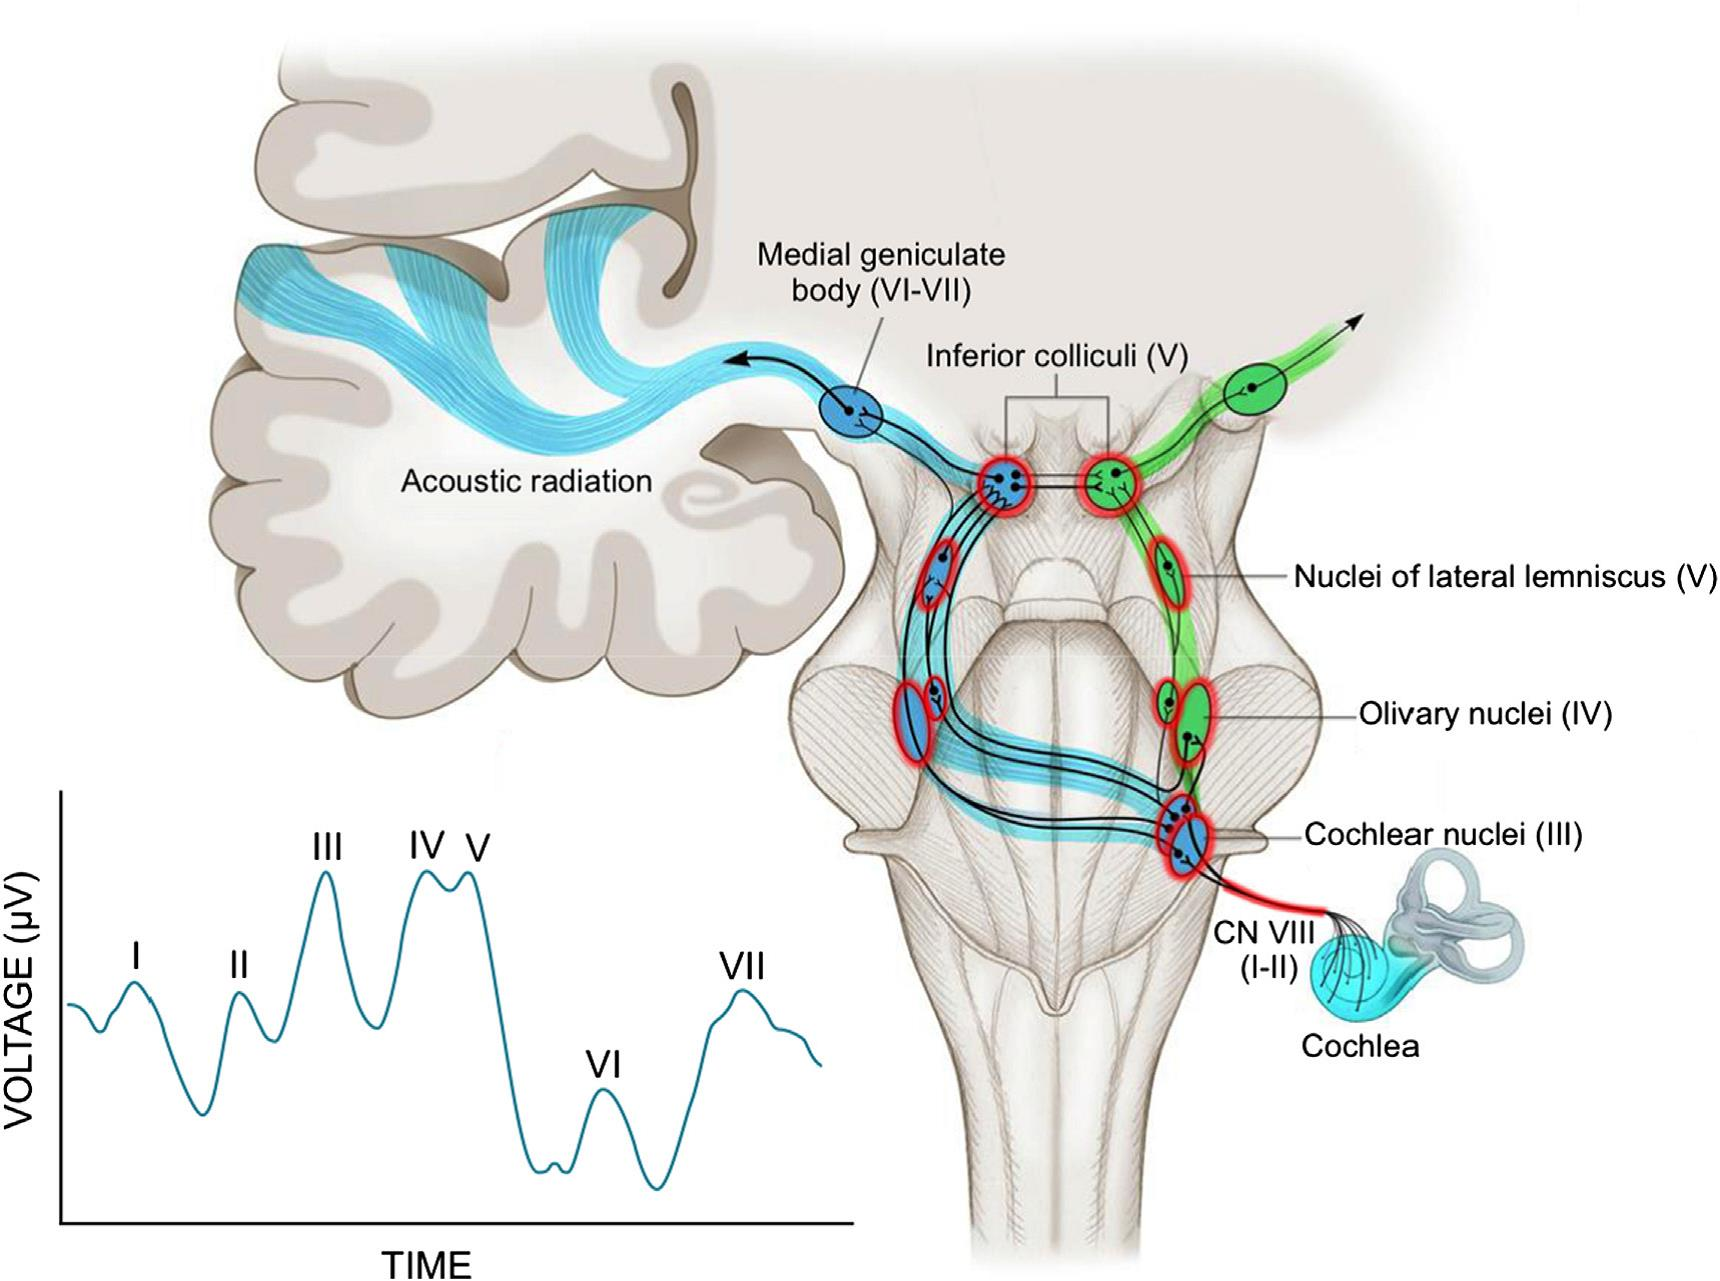 Medial geniculate
body (VI-VII)
Inferior colliculi (V)
Acoustic radiation
Nuclei of lateral lemniscus (V)
Olivary nuclei (IV)
Cochlear nuclei (III)
CN VIII
(I-II)
Cochlea
VOLTAGE (µV)
I
II
III
IV
V
VI
VII
TIME